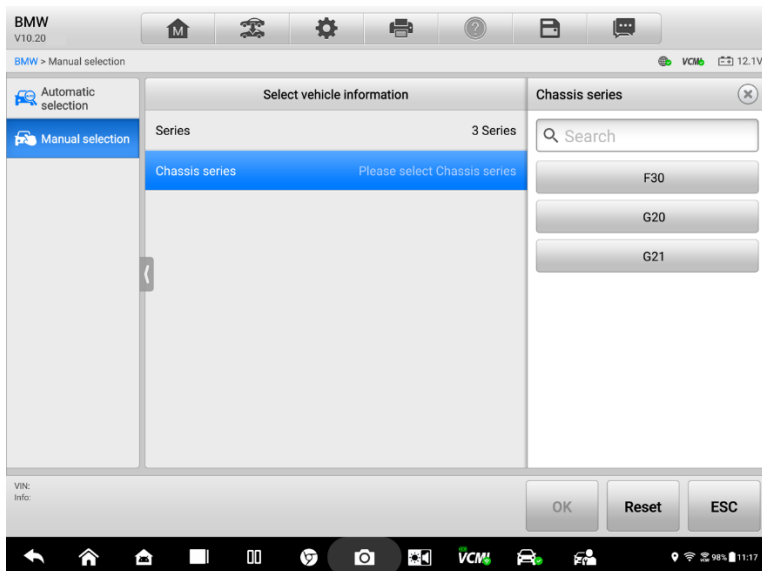 BMW
V10.20
M
?
BMW > Manual selection
VCMI
12.1V
Automatic
selection
Manual selection
Select vehicle information
Series
3 Series
Chassis series
Please select Chassis series
Chassis series
Search
F30
G20
G21
VIN:
Info:
OK
Reset
ESC
VCMI
98%
11:17